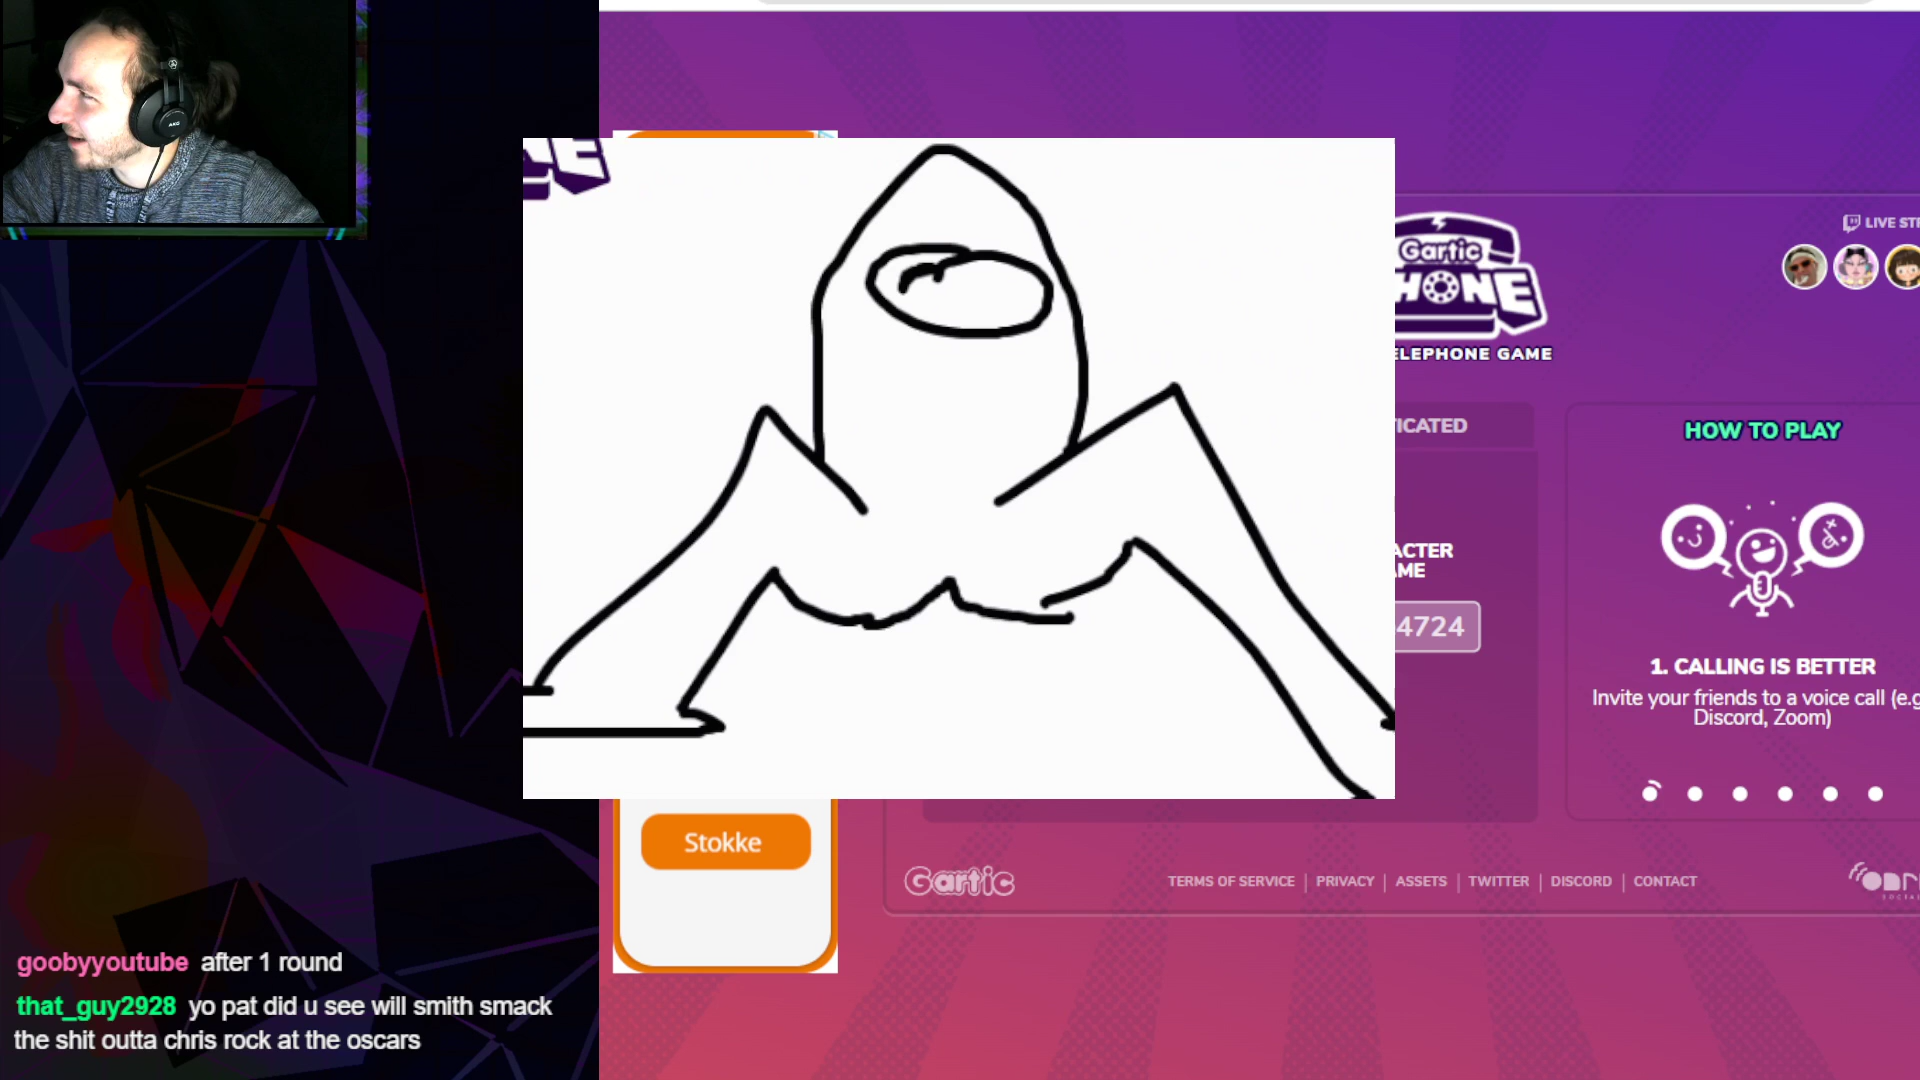 Gartic
HONE
ELEPHONE GAME
LIVE ST
ICATED
HOW TO PLAY
ACTER
AME
4724
1. CALLING IS BETTER
Invite your friends to a voice call (e.g
Discord, Zoom)
Stokke
Gartic
TERMS OF SERVICE | PRIVACY | ASSETS | TWITTER | DISCORD | CONTACT
goobyyoutube after 1 round
that_guy2928 yo pat did u see will smith smack
the shit outta chris rock at the oscars